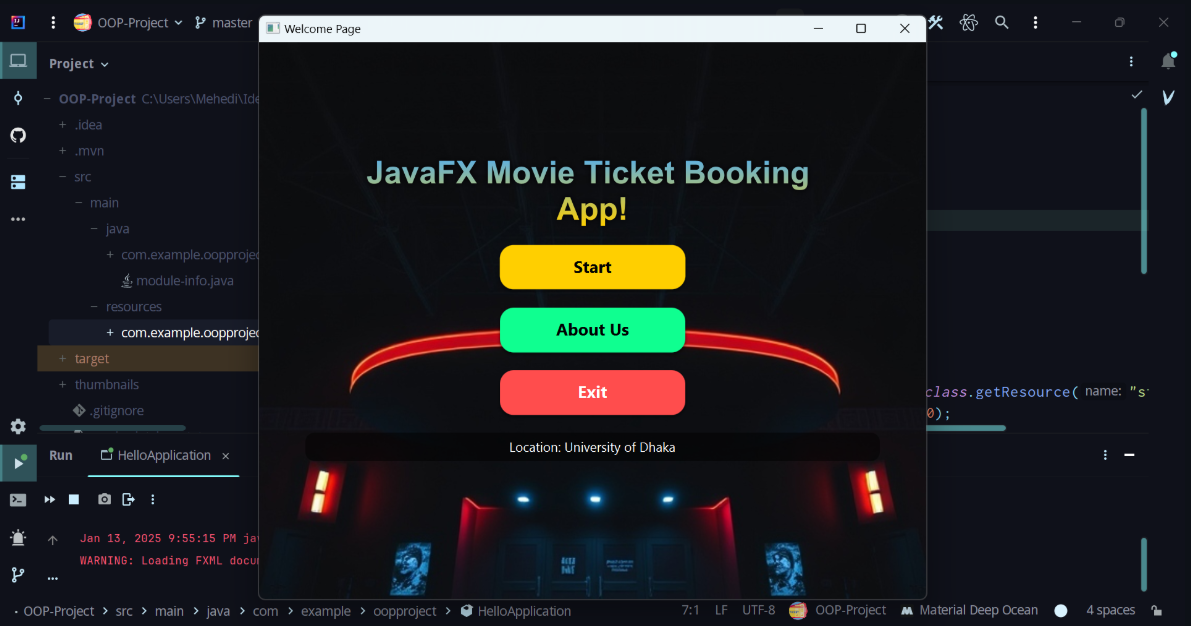 OOP-Project
master
Welcome Page
Project
OOP-Project C:\Users\Mehedi\Ide
.idea
.mvn
src
main
java
com.example.oopprojec
module-info.java
resources
com.example.oopprojec
target
thumbnails
.gitignore
JavaFX Movie Ticket Booking
App!
Start
About Us
Exit
Location: University of Dhaka
class.getResource( name: "s
0);
Run
HelloApplication
Jan 13, 2025 9:55:15 PM jav
WARNING: Loading FXML docum
OOP-Project > src > main > java > com > example > oopproject > HelloApplication
7:1 LF UTF-8 OOP-Project Material Deep Ocean 4 spaces